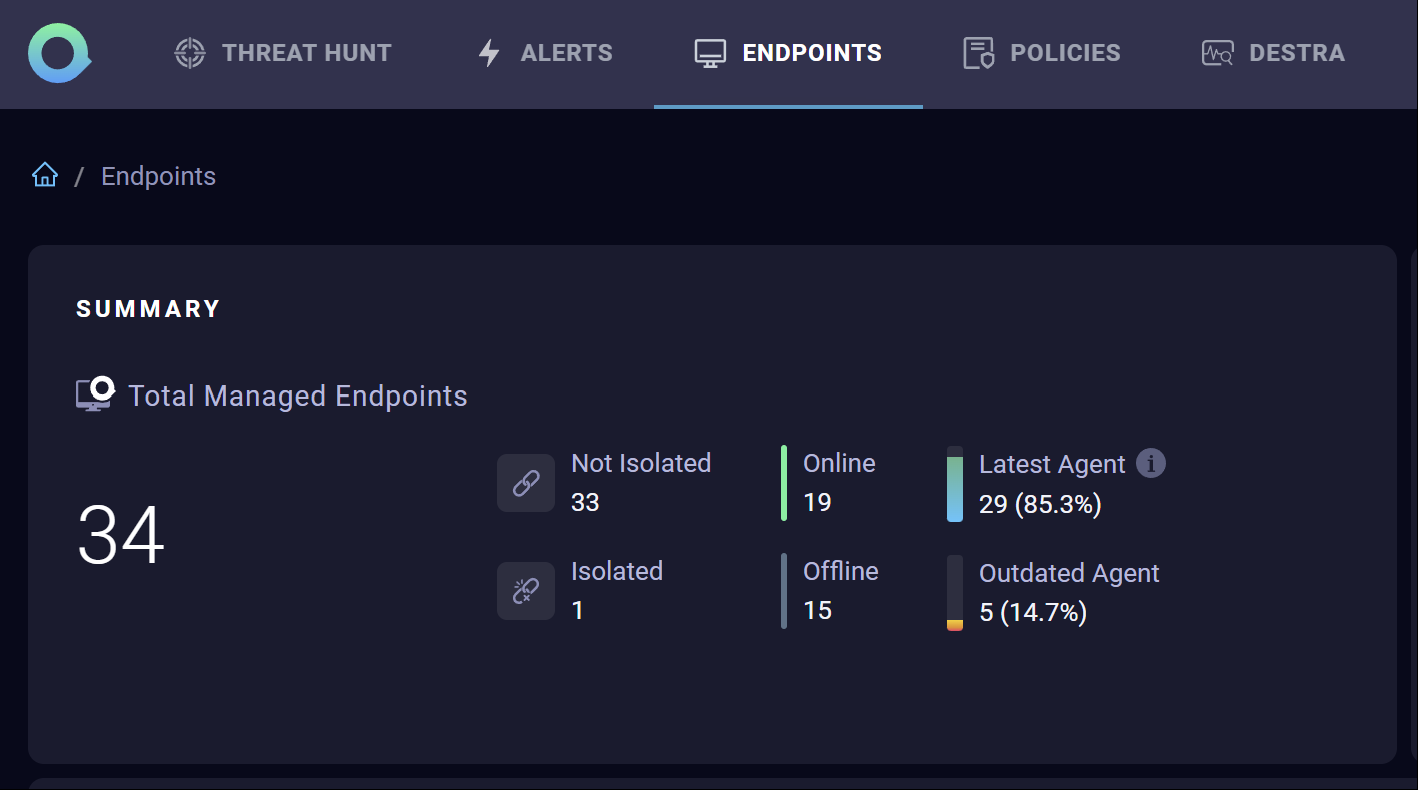 THREAT HUNT ALERTS ENDPOINTS POLICIES DESTRA
/ Endpoints
SUMMARY
Total Managed Endpoints
34
Not Isolated
33
Isolated
1
Online
19
Offline
15
Latest Agent
29 (85.3%)
Outdated Agent
5 (14.7%)